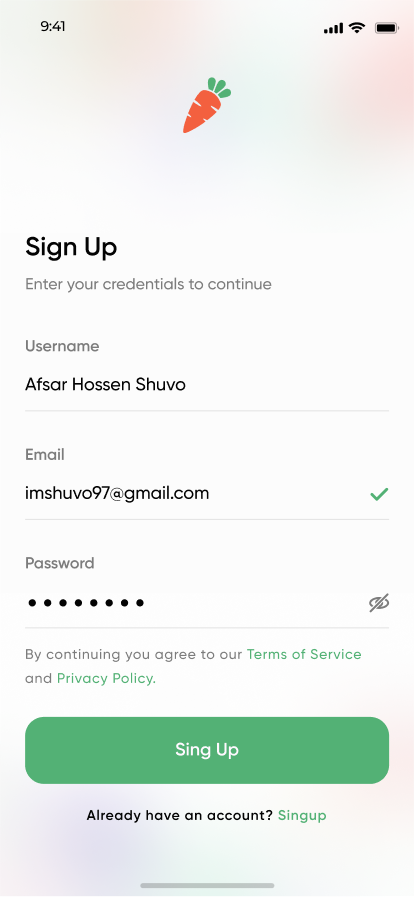 9:41
Sign Up
Enter your credentials to continue
Username
Afsar Hossen Shuvo
Email
imshuvo97@gmail.com
Password
By continuing you agree to our Terms of Service
and Privacy Policy.
Sing Up
Already have an account? Singup